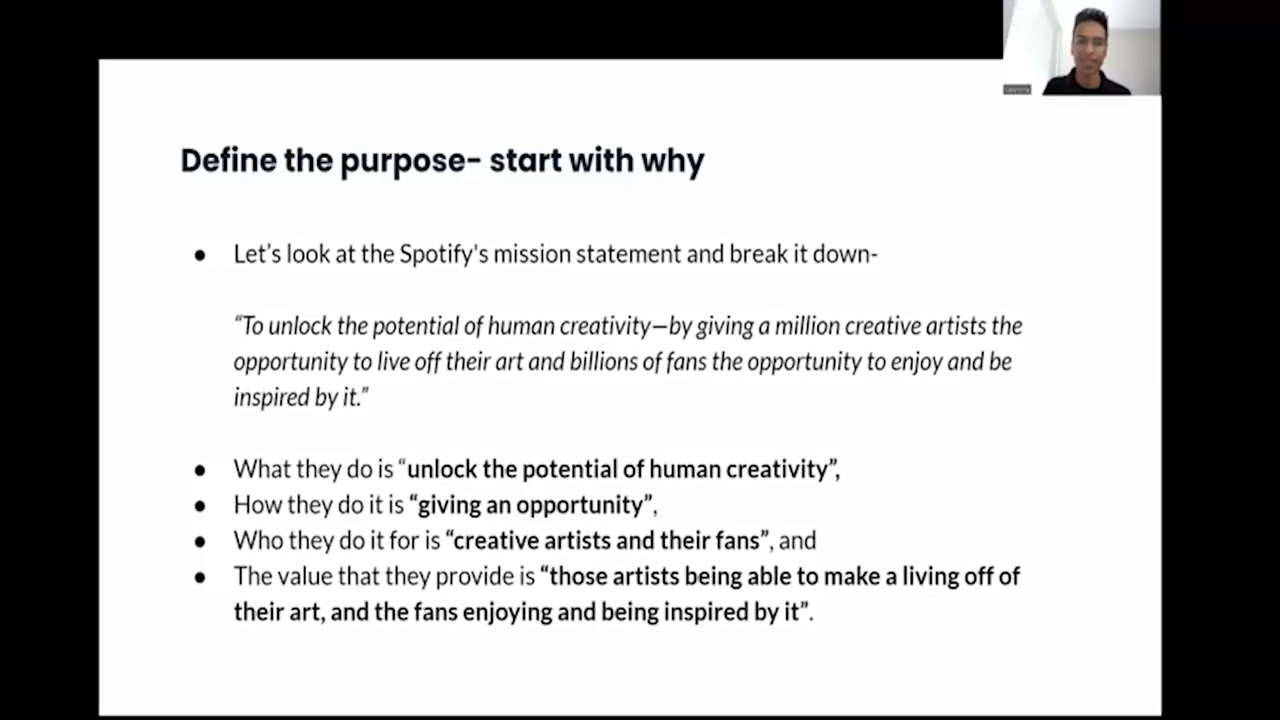 Define the purpose- start with why
● Let’s look at the Spotify's mission statement and break it down-
“To unlock the potential of human creativity—by giving a million creative artists the
opportunity to live off their art and billions of fans the opportunity to enjoy and be
inspired by it.”
● What they do is “unlock the potential of human creativity”,
● How they do it is “giving an opportunity”,
● Who they do it for is “creative artists and their fans”, and
● The value that they provide is “those artists being able to make a living off of
their art, and the fans enjoying and being inspired by it”.